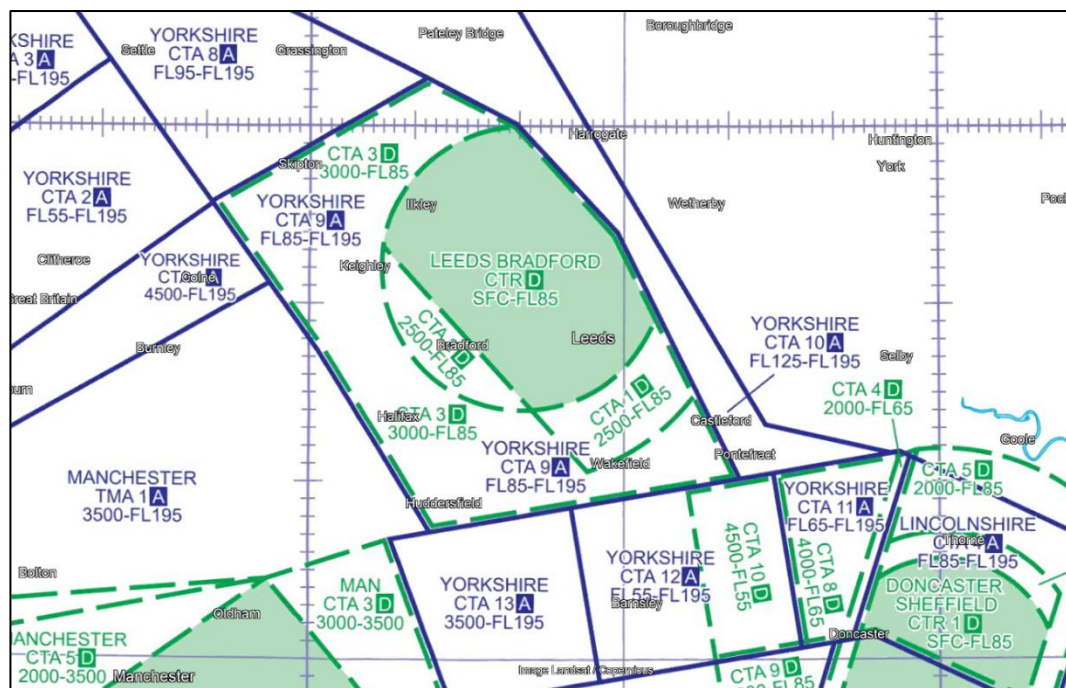 Boroughbridge
Pateley Bridge
KSHIRE
A 3 A
-FL195
Settle
YORKSHIRE
CTA 8 A
FL95-FL195
Grassington
Harrogate
Huntington
York
Skipton
CTA 3 D
3000-FL85
YORKSHIRE
CTA 2 A
FL55-FL195
YORKSHIRE
CTA 9 A
FL85-FL195
Ilkley
Wetherby
Clitheroe
Keighley
LEEDS BRADFORD
CTR D
SFC-FL85
YORKSHIRE
CTA A
4500-FL195
Colne
Great Britain
Burnley
CTA D
2500-FL85
Bradford
Leeds
YORKSHIRE
CTA 10 A
FL125-FL195
Selby
CTA 4 D
2000-FL65
urn
Halifax
CTA 3 D
3000-FL85
CTA 1 D
2500-FL85
Castleford
Goole
YORKSHIRE
CTA 9 A
FL85-FL195
Wakefield
Pontefract
CTA 5 D
2000-FL85
MANCHESTER
TMA 1 A
3500-FL195
Huddersfield
YORKSHIRE
CTA 11 A
FL65-FL195
LINCOLNSHIRE
A
FL85-FL195
Thorne
CTA 10 D
4500-FL55
CTA 8 D
4000-FL65
Bolton
MAN
CTA 3 D
3000-3500
YORKSHIRE
CTA 13 A
3500-FL195
YORKSHIRE
CTA 12 A
FL55-FL195
Barnsley
DONCASTER
SHEFFIELD
CTR 1 D
SFC-FL85
Oldham
Doncaster
MANCHESTER
CTA 5 D
2000-3500
Manchester
Image Landsat / Copernicus
CTA 9 D